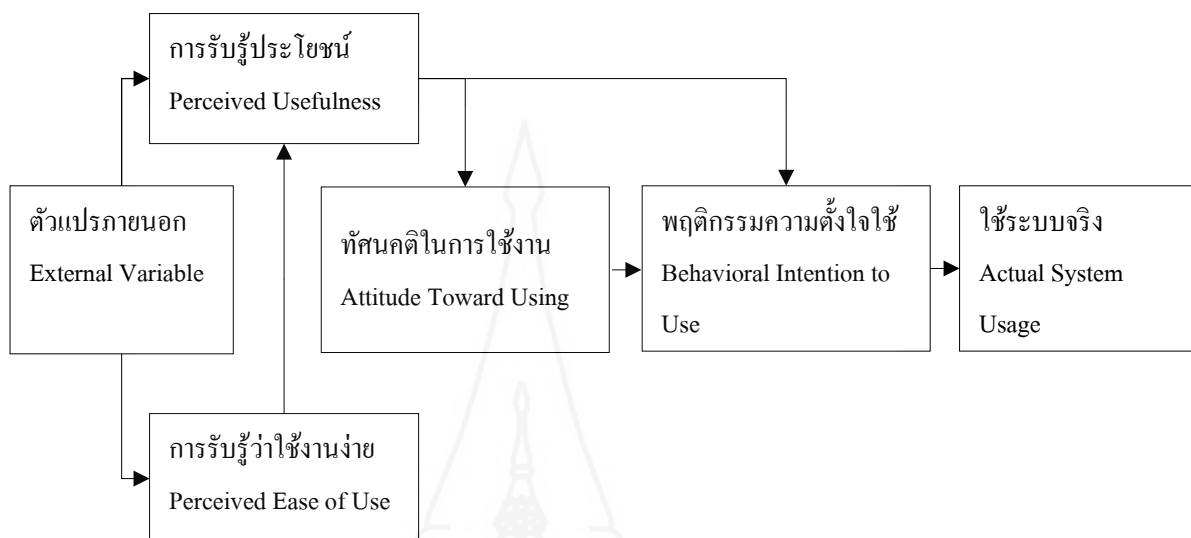 การรับรู้ประโยชน์
Perceived Usefulness
ตัวแปรภายนอก
External Variable
ทัศนคติในการใช้งาน
Attitude Toward Using
พฤติกรรมความตั้งใจใช้
Behavioral Intention to
Use
ใช้ระบบจริง
Actual System
Usage
การรับรู้ว่าใช้งานง่าย
Perceived Ease of Use